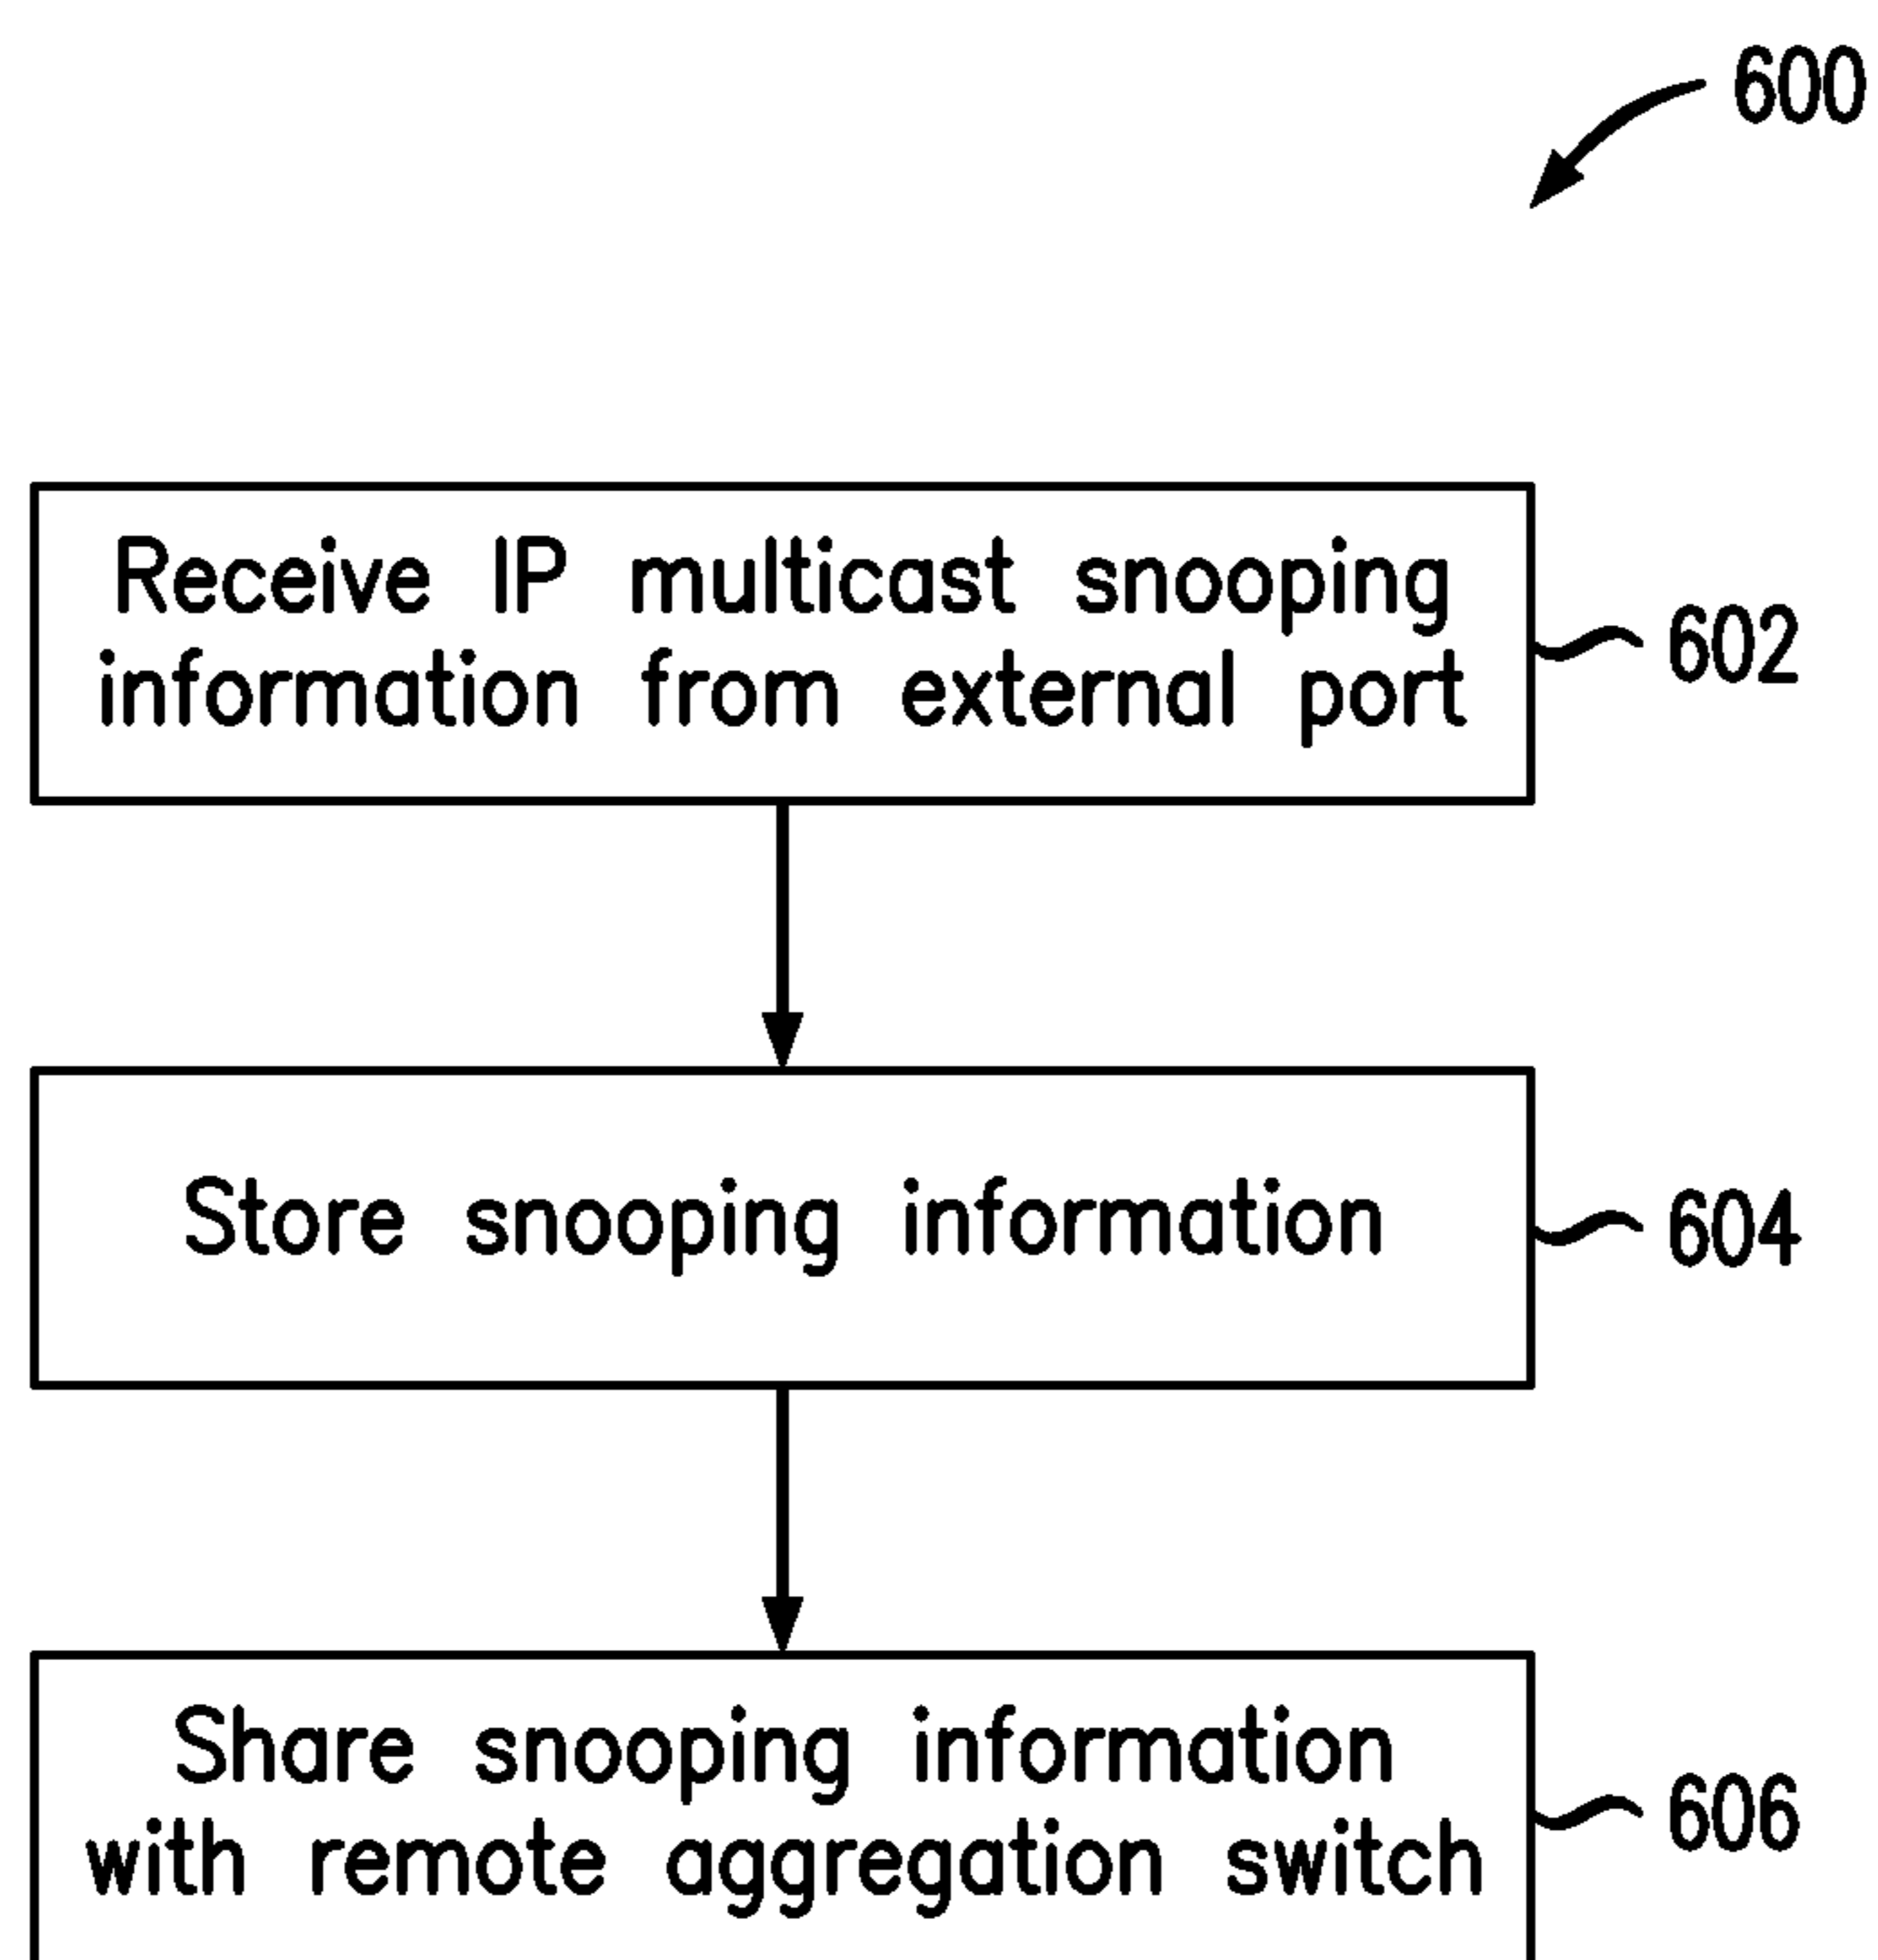 600
Receive IP multicast snooping
information from external port
602
Store snooping information
604
Share snooping information
with remote aggregation switch
606